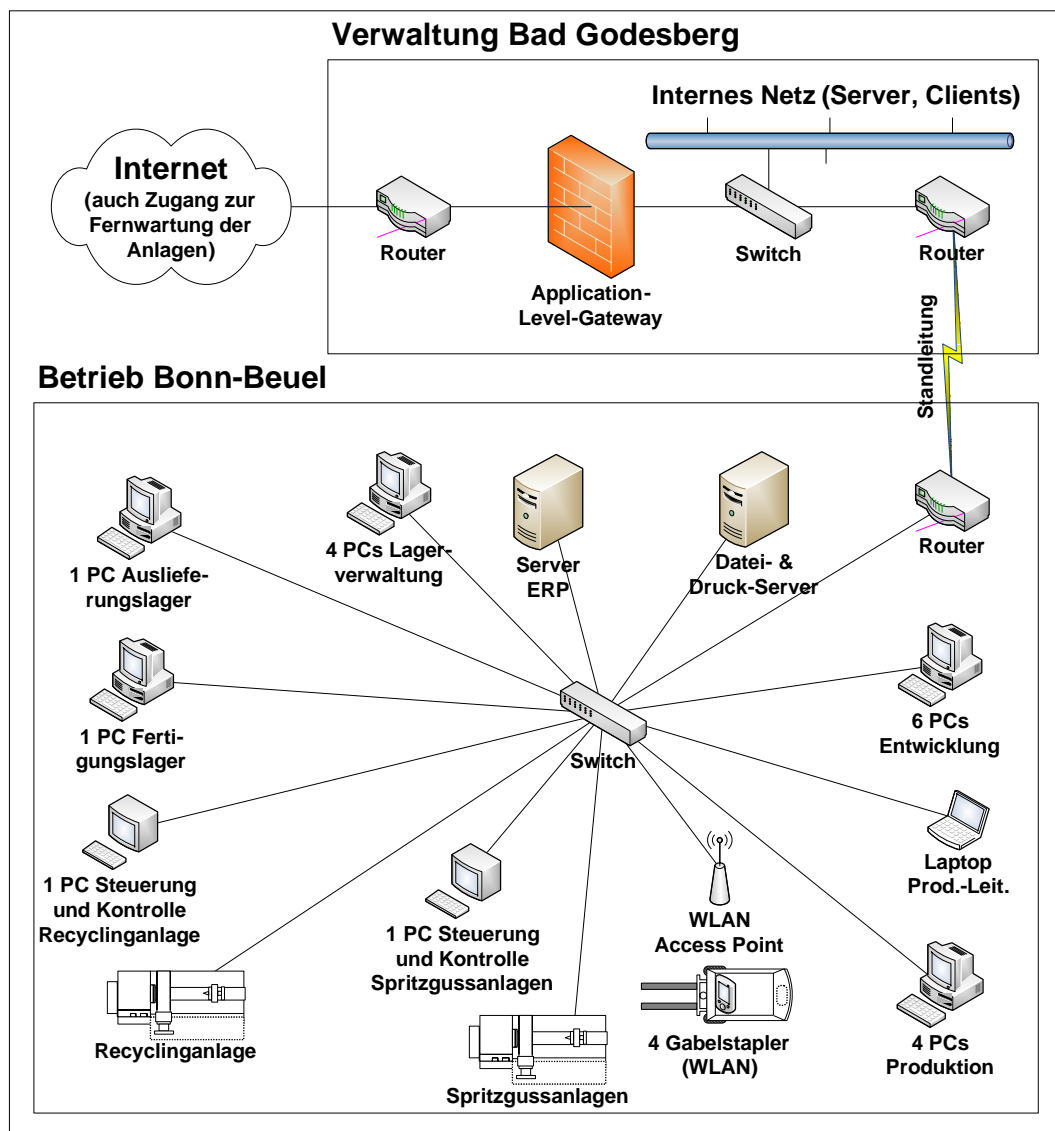 Verwaltung Bad Godesberg
Internes Netz (Server, Clients)
Internet
(auch Zugang zur
Fernwartung der
Anlagen)
Router
Application-
Level-Gateway
Switch
Router
Standleitung
Betrieb Bonn-Beuel
1 PC Ausliefe-
rungslager
4 PCs Lager-
verwaltung
Server
ERP
Datei- &
Druck-Server
Router
1 PC Ferti-
gungslager
Switch
6 PCs
Entwicklung
1 PC Steuerung
und Kontrolle
Recyclinganlage
1 PC Steuerung
und Kontrolle
Spritzgussanlagen
WLAN
Access Point
Laptop
Prod.-Leit.
Recyclinganlage
Spritzgussanlagen
4 Gabelstapler
(WLAN)
4 PCs
Produktion